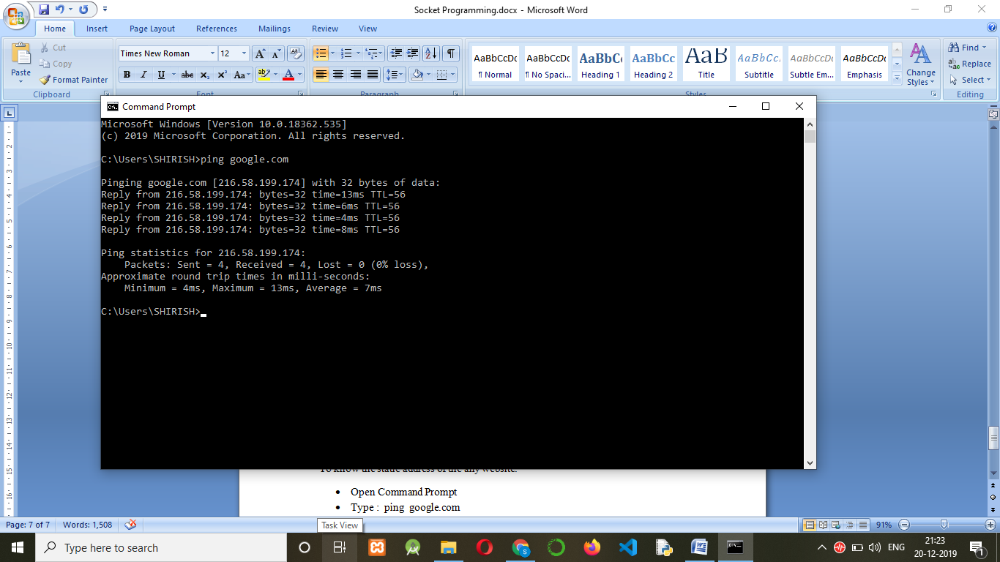 Socket Programming.docx - Microsoft Word
Home Insert Page Layout References Mailings Review View
Paste
Cut
Copy
Format Painter
Clipboard
Times New Roman 12
B I U abc x₂ x² Aa
Font
Paragraph
AaBbCcDc AaBbCcDc AaBbC AaBbCc AaB AaBbCc. AaBbCcDc AaBbCcDc
¶ Normal ¶ No Spaci... Heading 1 Heading 2 Title Subtitle Subtle Em... Emphasis
Change
Styles
Styles
Find
Replace
Select
Editing
Command Prompt
Microsoft Windows [Version 10.0.18362.535]
(c) 2019 Microsoft Corporation. All rights reserved.
C:\Users\SHIRISH>ping google.com
Pinging google.com [216.58.199.174] with 32 bytes of data:
Reply from 216.58.199.174: bytes=32 time=13ms TTL=56
Reply from 216.58.199.174: bytes=32 time=6ms TTL=56
Reply from 216.58.199.174: bytes=32 time=4ms TTL=56
Reply from 216.58.199.174: bytes=32 time=8ms TTL=56
Ping statistics for 216.58.199.174:
Packets: Sent = 4, Received = 4, Lost = 0 (0% loss),
Approximate round trip times in milli-seconds:
Minimum = 4ms, Maximum = 13ms, Average = 7ms
C:\Users\SHIRISH>
To know the static address of the any website.
• Open Command Prompt
• Type : ping google.com
Page: 7 of 7 Words: 1,508 91%
Task View
Type here to search
ENG
21:23
20-12-2019
1